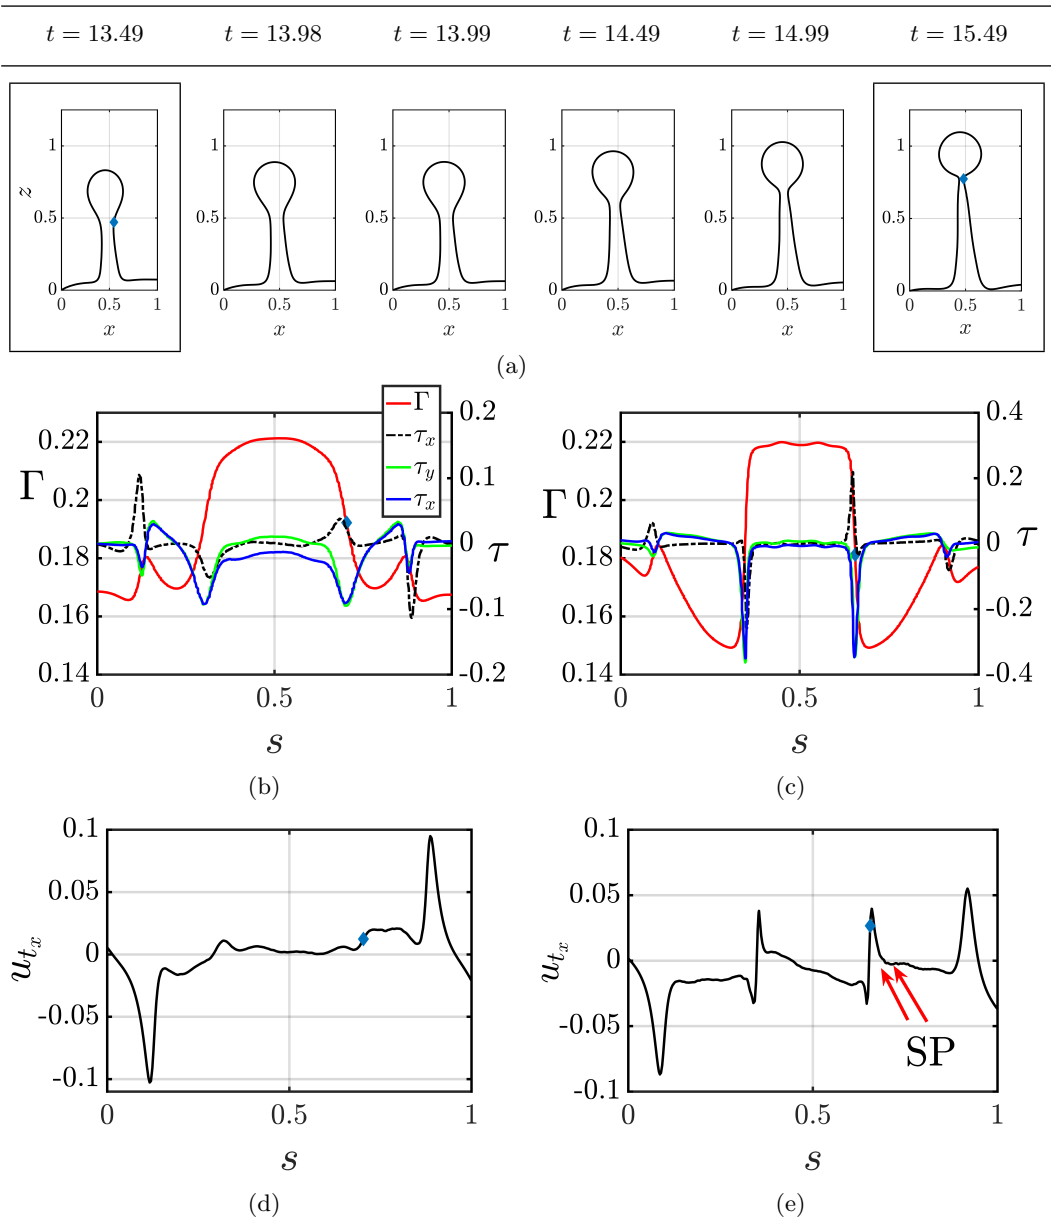 t = 13.49 t = 13.98 t = 13.99 t = 14.49 t = 14.99 t = 15.49
1 1 1 1 1 1
z
0.5 0.5 0.5 0.5 0.5 0.5
0 0 0 0 0 0
0 0.5 1 0 0.5 1 0 0.5 1 0 0.5 1 0 0.5 1 0 0.5 1
x x x x x x
(a)
Γ
τx
τy
τx
0.22 0.2 0.18 0.16 0.14
Γ
0.2 0.1 0 -0.1 -0.2
τ
0 0.5 1
s
(b)
0.22 0.2 0.18 0.16 0.14
Γ
0.4 0.2 0 -0.2 -0.4
τ
0 0.5 1
s
(c)
0.1 0.05 0 -0.05 -0.1
utx
0 0.5 1
s
(d)
0.1 0.05 0 -0.05 -0.1
utx
SP
0 0.5 1
s
(e)